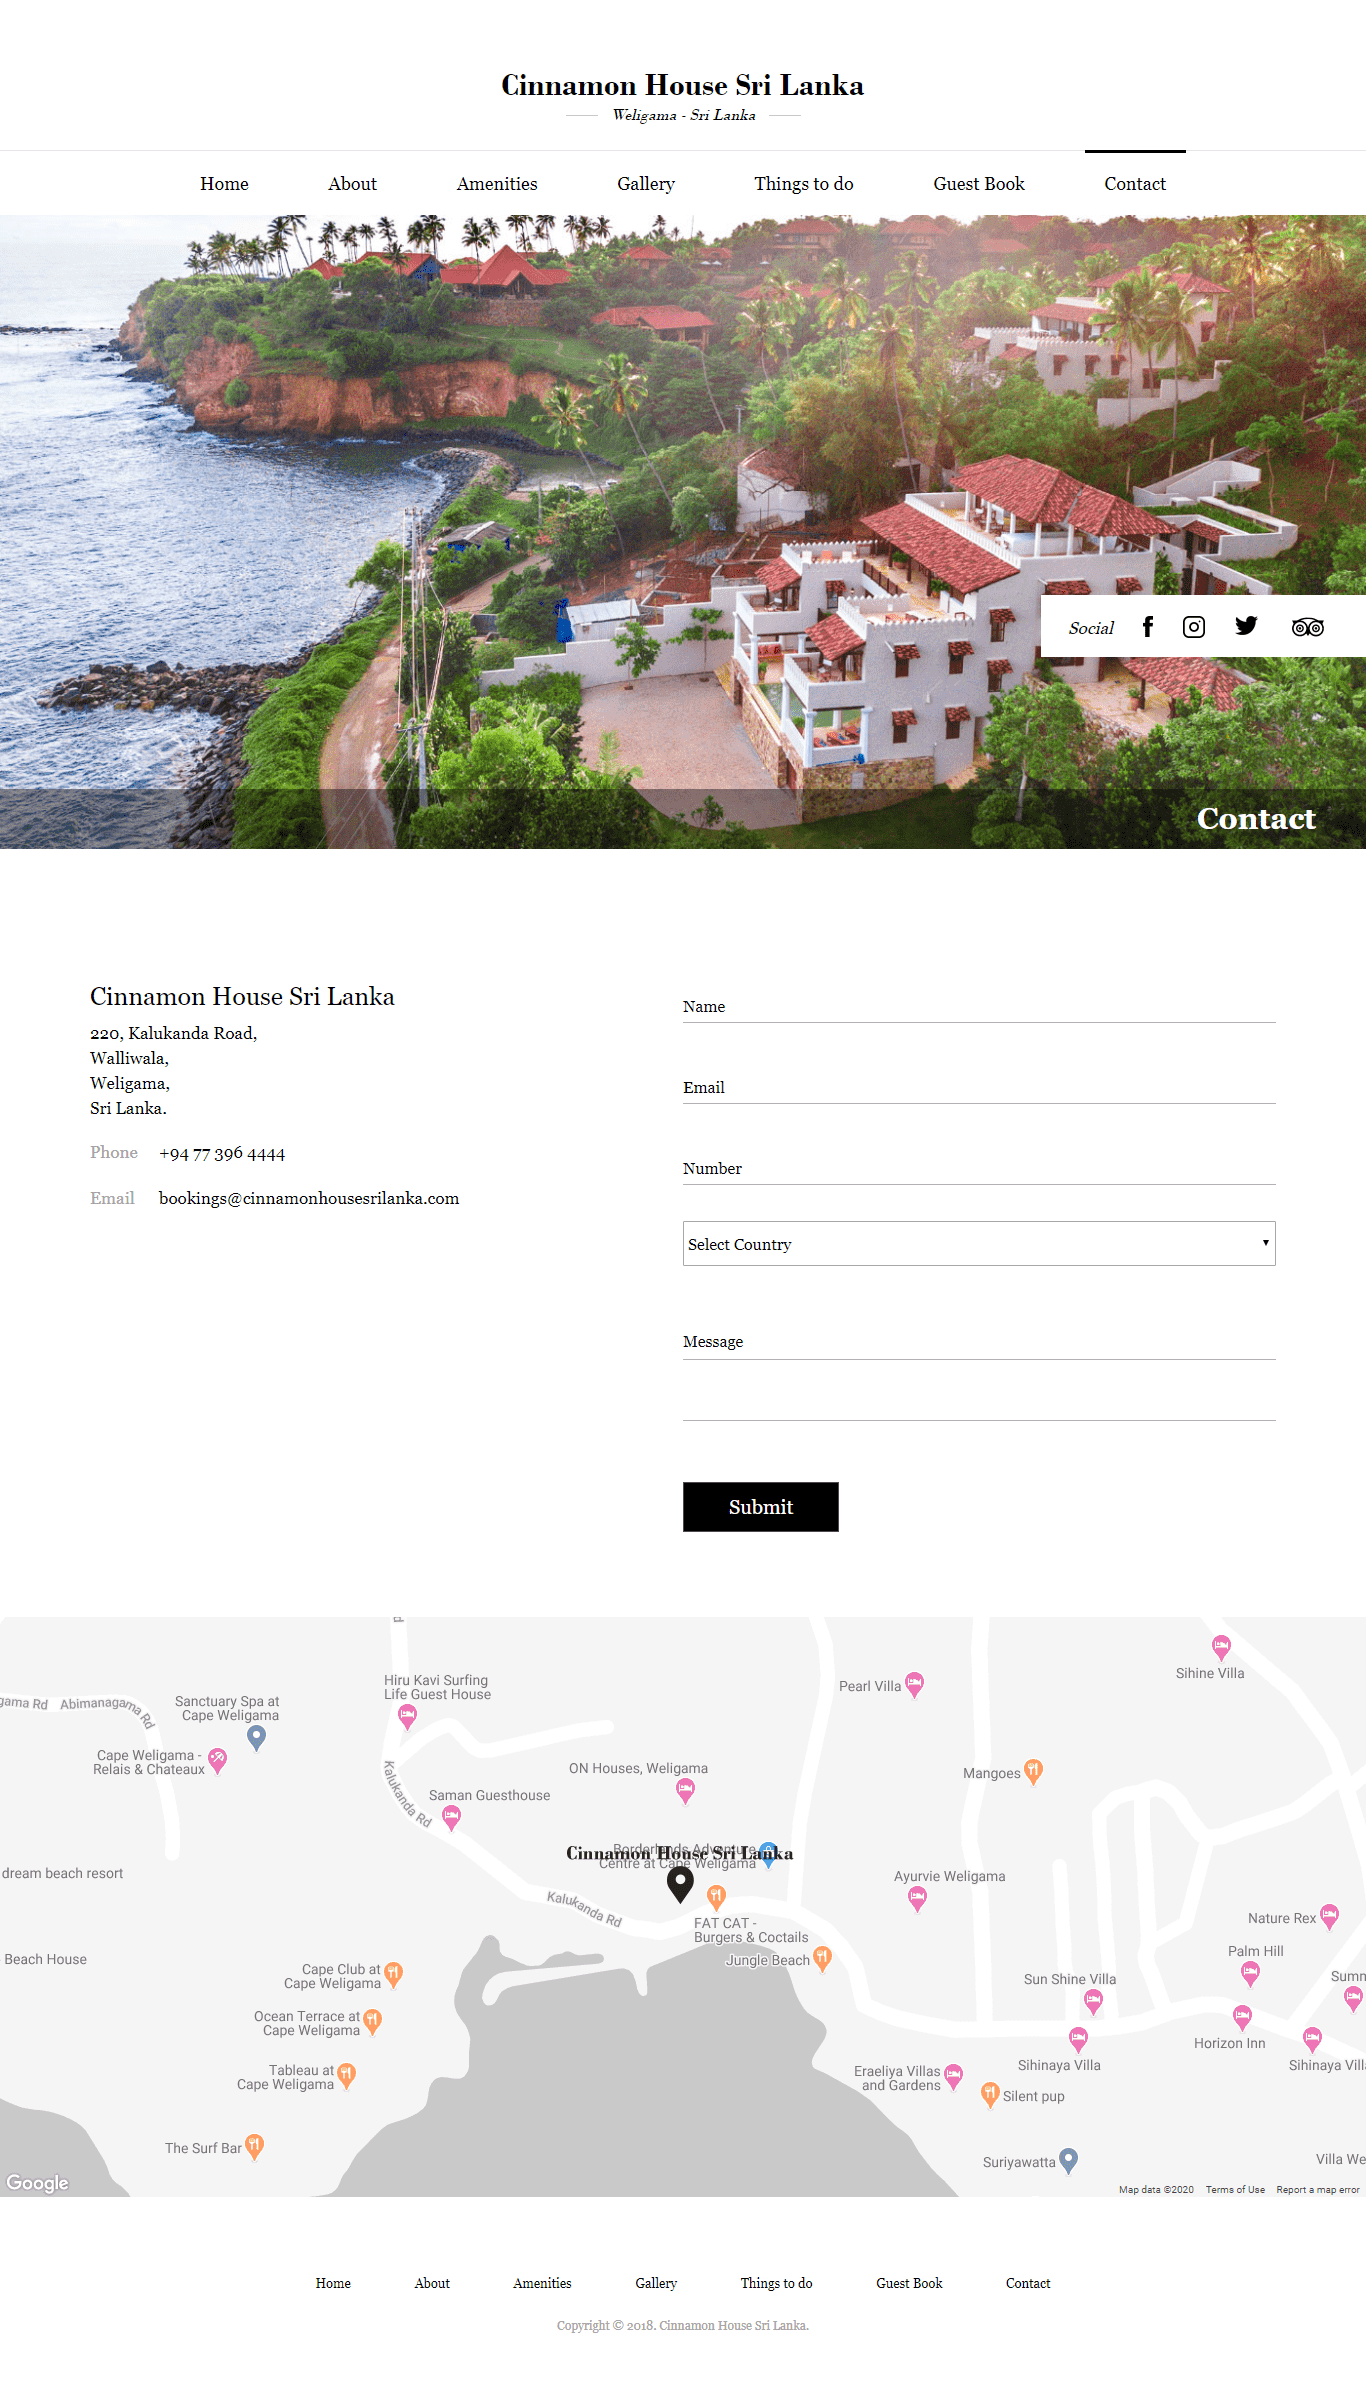 Cinnamon House Sri Lanka
Weligama - Sri Lanka
Home
About
Amenities
Gallery
Things to do
Guest Book
Contact
Social
Contact
Cinnamon House Sri Lanka
220, Kalukanda Road,
Walliwala,
Weligama,
Sri Lanka.
Phone +94 77 396 4444
Email bookings@cinnamonhousesrilanka.com
Name
Email
Number
Select Country
Message
Submit
Hiru Kavi Surfing
Life Guest House
Pearl Villa
Sihine Villa
gama Rd
Abimanagama Rd
Sanctuary Spa at
Cape Weligama
Cape Weligama -
Relais & Chateaux
Kalukanda Rd
ON Houses, Weligama
Mangoes
Saman Guesthouse
Borderlands Adventure
Centre at Cape Weligama
Cinnamon House Sri Lanka
dream beach resort
Ayurvie Weligama
Kalukanda Rd
FAT CAT -
Burgers & Coctails
Jungle Beach
Nature Rex
Palm Hill
Beach House
Cape Club at
Cape Weligama
Sun Shine Villa
Summ
Ocean Terrace at
Cape Weligama
Horizon Inn
Sihinaya Villa
Sihinaya Villa
Tableau at
Cape Weligama
Eraeliya Villas
and Gardens
Silent pup
The Surf Bar
Suriyawatta
Villa We
Google
Map data ©2020
Terms of Use
Report a map error
Home
About
Amenities
Gallery
Things to do
Guest Book
Contact
Copyright © 2018. Cinnamon House Sri Lanka.